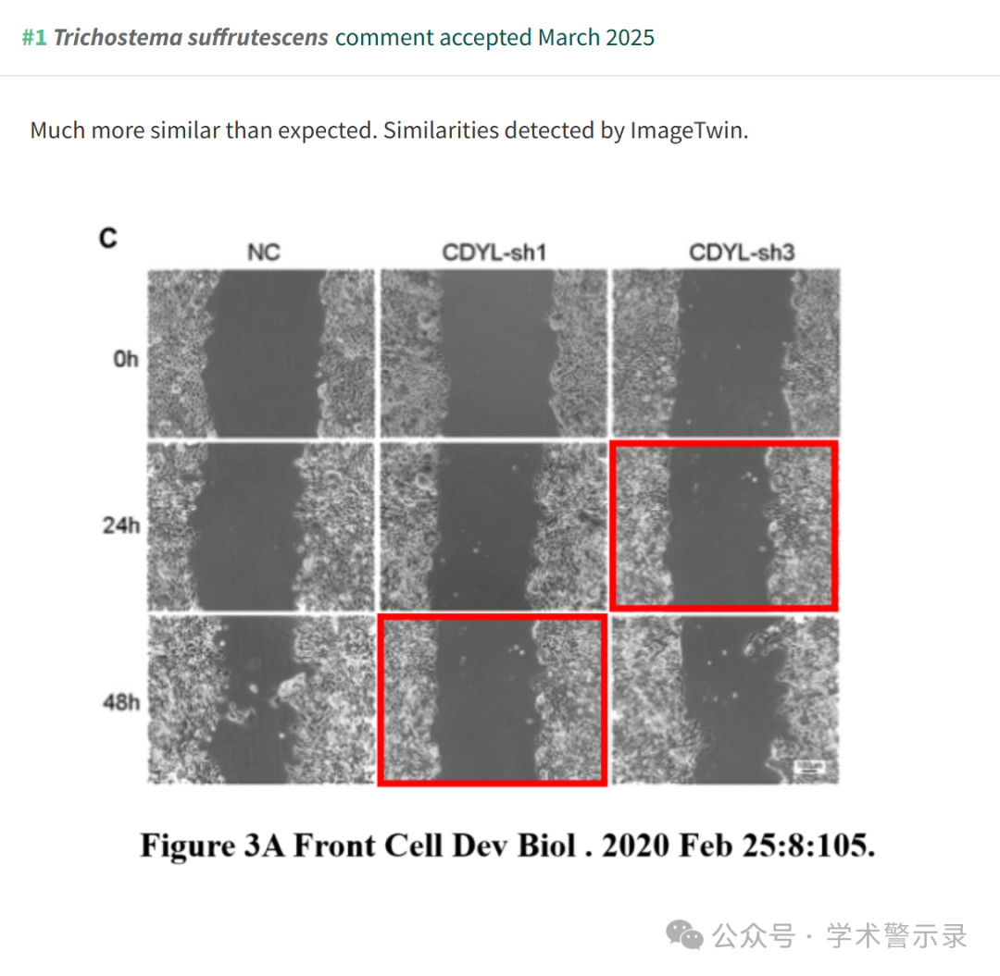 #1 Trichostema suffrutescens comment accepted March 2025
Much more similar than expected. Similarities detected by ImageTwin.
C
NC CDYL-sh1 CDYL-sh3
0h
24h
48h
Figure 3A Front Cell Dev Biol . 2020 Feb 25:8:105.
公众号 · 学术警示录